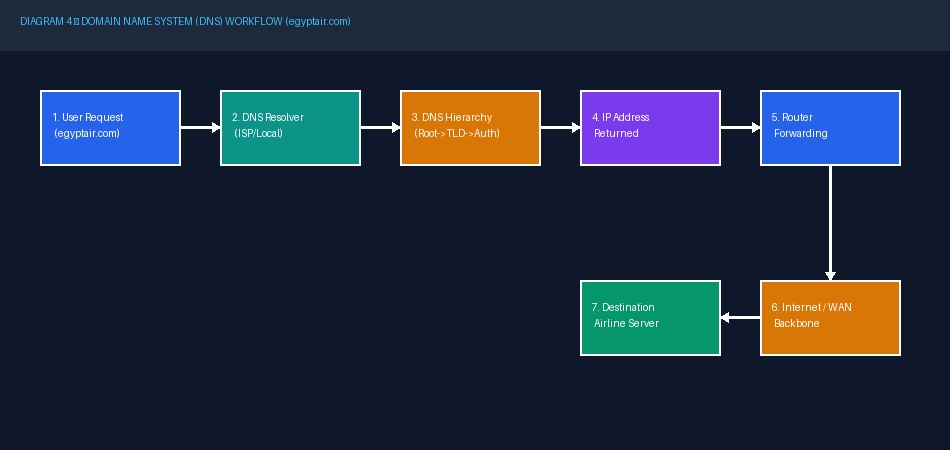 DIAGRAM 4▯DOMAIN NAME SYSTEM (DNS) WORKFLOW (egyptair.com)
1. User Request
(egyptair.com)
2. DNS Resolver
(ISP/Local)
3. DNS Hierarchy
(Root->TLD->Auth)
4. IP Address
Returned
5. Router
Forwarding
6. Internet / WAN
Backbone
7. Destination
Airline Server